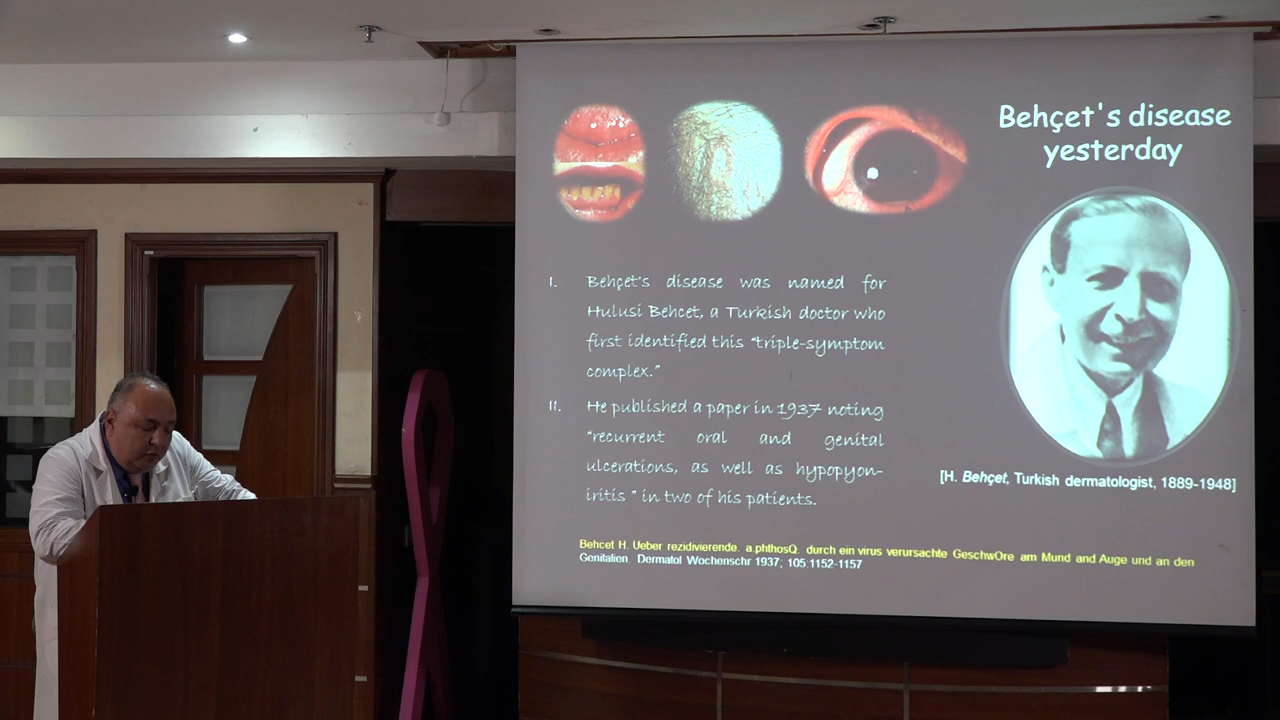 Behçet's disease
yesterday
I. Behçet's disease was named for
Hulusi Behcet, a Turkish doctor who
first identified this "triple-symptom
complex."
II. He published a paper in 1937 noting
"recurrent oral and genital
ulcerations, as well as hypopyon-
iritis " in two of his patients.
[H. Behçet, Turkish dermatologist, 1889-1948]
Behcet H. Ueber rezidivierende. a.phthosQ. durch ein virus verursachte GeschwOre am Mund and Auge und an den
Genitalien. Dermatol Wochenschr 1937; 105:1152-1157